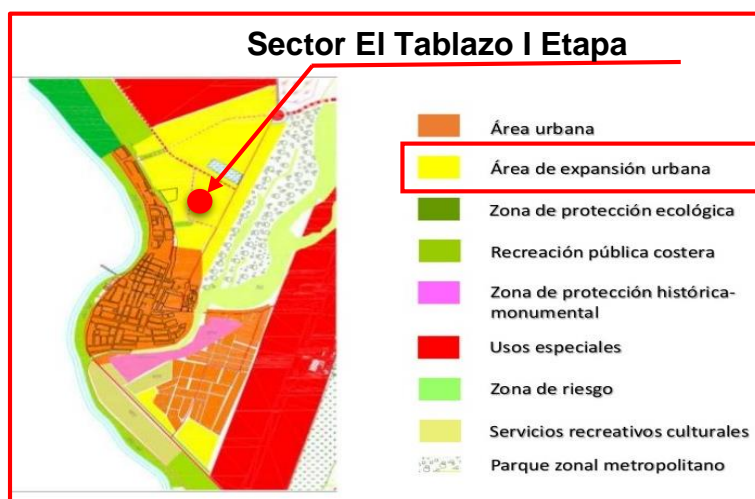 Sector El Tablazo I Etapa
Área urbana
Área de expansión urbana
Zona de protección ecológica
Recreación pública costera
Zona de protección histórica-
monumental
Usos especiales
Zona de riesgo
Servicios recreativos culturales
Parque zonal metropolitano